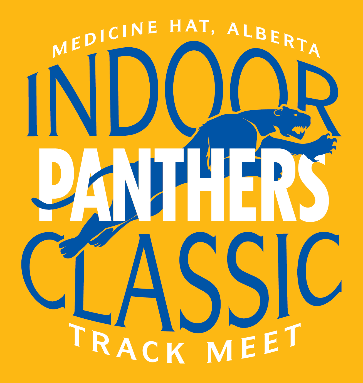 MEDICINE HAT, ALBERTA
INDOOR
PANTHERS
CLASSIC
TRACK MEET